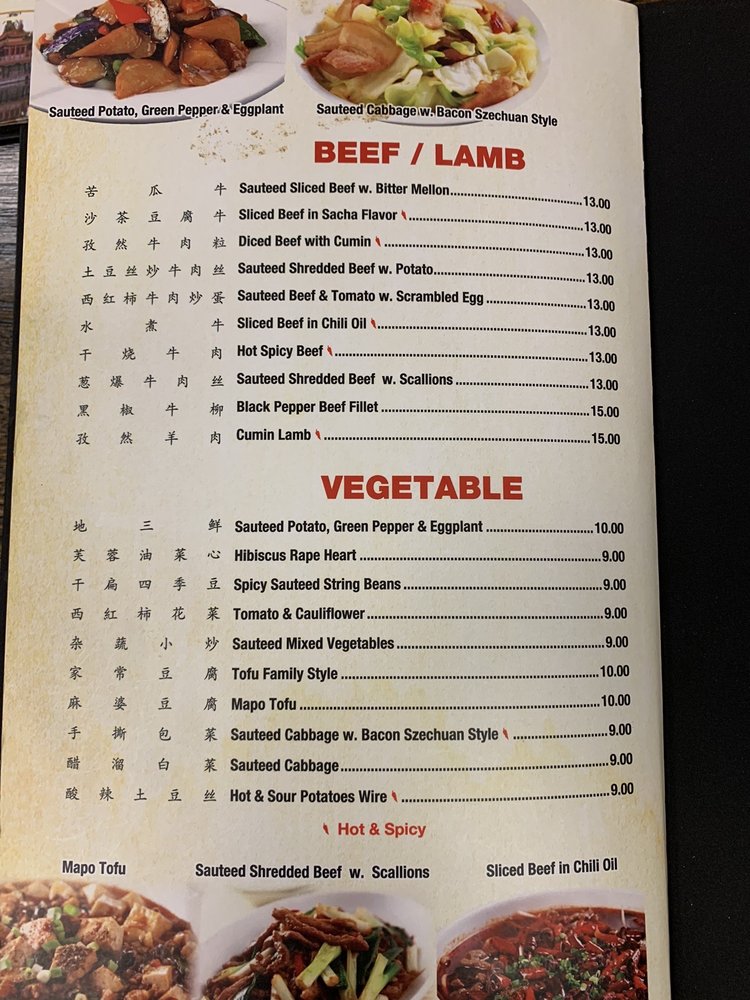 Sauteed Potato, Green Pepper & Eggplant
Sauteed Cabbage w. Bacon Szechuan Style
BEEF / LAMB
苦瓜牛 Sauteed Sliced Beef w. Bitter Mellon 13.00
沙茶豆腐牛 Sliced Beef in Sacha Flavor 13.00
孜然牛肉粒 Diced Beef with Cumin 13.00
土豆丝炒牛肉丝 Sauteed Shredded Beef w. Potato 13.00
西红柿牛肉炒蛋 Sauteed Beef & Tomato w. Scrambled Egg 13.00
水煮牛 Sliced Beef in Chili Oil 13.00
干烧牛肉 Hot Spicy Beef 13.00
葱爆牛肉丝 Sauteed Shredded Beef w. Scallions 13.00
黑椒牛柳 Black Pepper Beef Fillet 15.00
孜然羊肉 Cumin Lamb 15.00
VEGETABLE
地三鲜 Sauteed Potato, Green Pepper & Eggplant 10.00
芙蓉油菜心 Hibiscus Rape Heart 9.00
干扁四季豆 Spicy Sauteed String Beans 9.00
西紅柿花菜 Tomato & Cauliflower 9.00
杂蔬小炒 Sauteed Mixed Vegetables 9.00
家常豆腐 Tofu Family Style 10.00
麻婆豆腐 Mapo Tofu 10.00
手撕包菜 Sauteed Cabbage w. Bacon Szechuan Style 9.00
醋溜白菜 Sauteed Cabbage 9.00
酸辣土豆丝 Hot & Sour Potatoes Wire 9.00
Hot & Spicy
Mapo Tofu
Sauteed Shredded Beef w. Scallions
Sliced Beef in Chili Oil